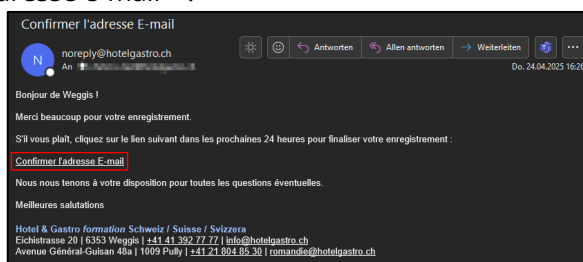 Confirmer l'adresse E-mail
N
noreply@hotelgastro.ch
An
Antworten
Allen antworten
Weiterleiten
Do. 24.04.2025 16:26
Bonjour de Weggis !
Merci beaucoup pour votre enregistrement.
S'il vous plaît, cliquez sur le lien suivant dans les prochaines 24 heures pour finaliser votre enregistrement :
Confirmer l'adresse E-mail
Nous nous tenons à votre disposition pour toutes les questions éventuelles.
Meilleures salutations
Hotel & Gastro formation Schweiz / Suisse / Svizzera
Eichistrasse 20 | 6353 Weggis | +41 41 392 77 77 | info@hotelgastro.ch
Avenue Général-Guisan 48a | 1009 Pully | +41 21 804 85 30 | romandie@hotelgastro.ch